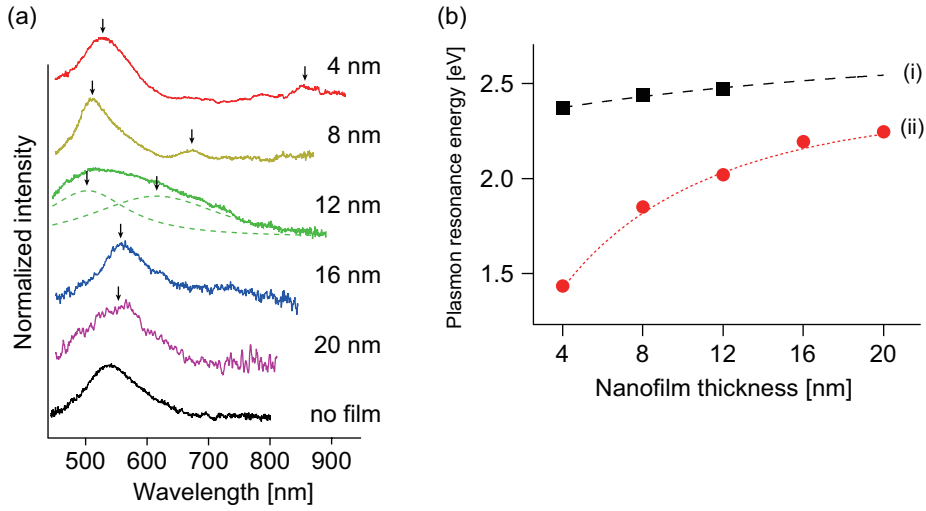 (a)
4 nm
8 nm
12 nm
16 nm
20 nm
no film
Normalized intensity
500 600 700 800 900
Wavelength [nm]
(b)
Plasmon resonance energy [eV]
2.5
2.0
1.5
(i)
(ii)
4 8 12 16 20
Nanofilm thickness [nm]